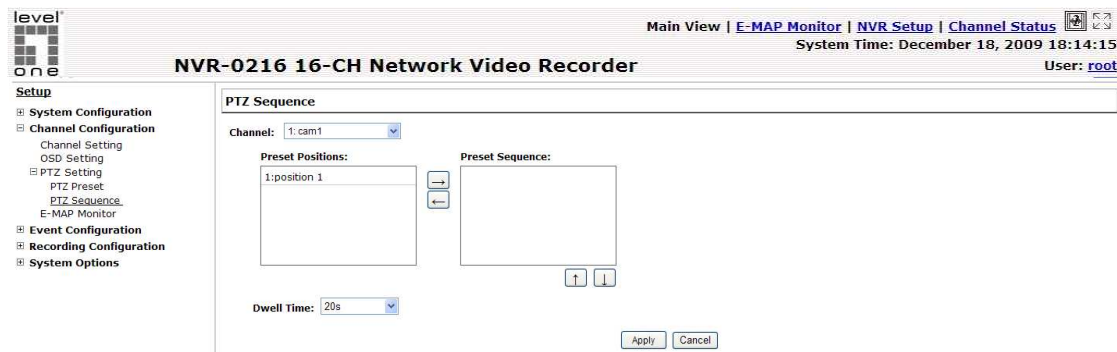 level
one
Main View | E-MAP Monitor | NVR Setup | Channel Status
System Time: December 18, 2009 18:14:15
NVR-0216 16-CH Network Video Recorder
User: root
Setup
System Configuration
Channel Configuration
Channel Setting
OSD Setting
PTZ Setting
PTZ Preset
PTZ Sequence
E-MAP Monitor
Event Configuration
Recording Configuration
System Options
PTZ Sequence
Channel: 1: cam1
Preset Positions: Preset Sequence:
1:position 1
→
←
↑ ↓
Dwell Time: 20s
Apply Cancel